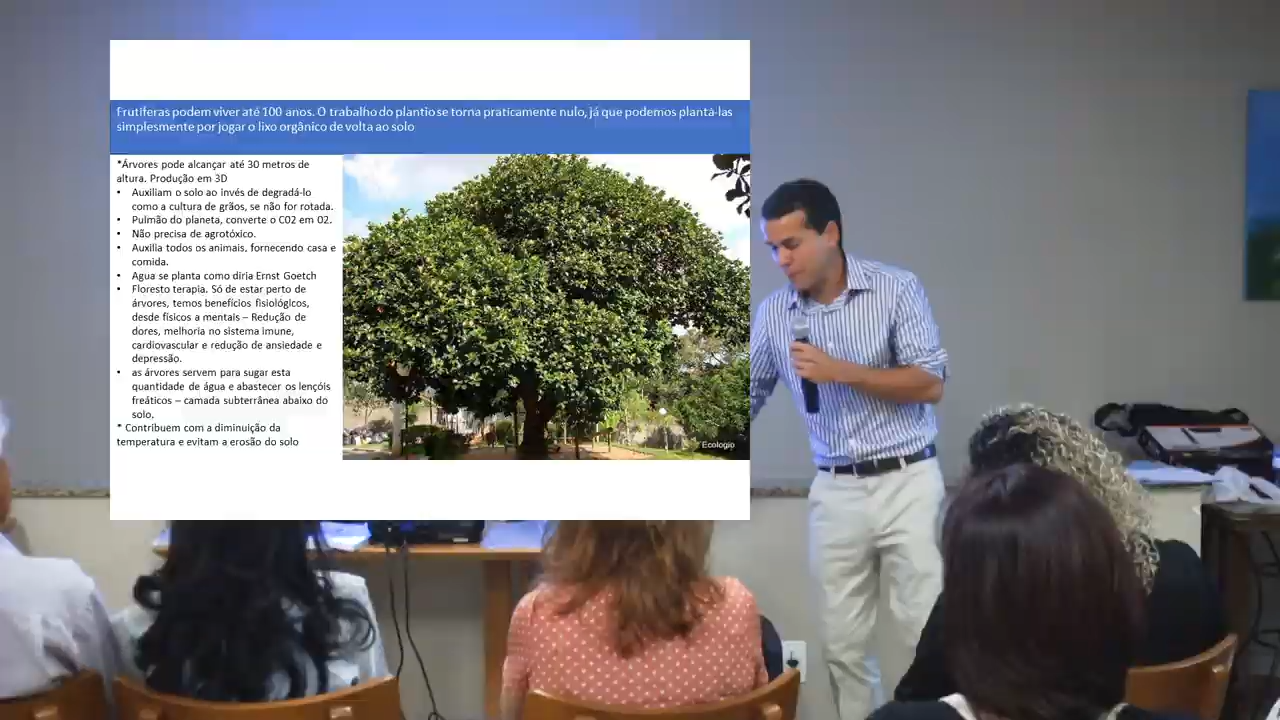 Frutíferas podem viver até 100 anos. O trabalho do plantio se torna praticamente nulo, já que podemos plantá-las
simplesmente por jogar o lixo orgânico de volta ao solo
*Árvores pode alcançar até 30 metros de
altura. Produção em 3D
• Auxiliam o solo ao invés de degradá-lo
como a cultura de grãos, se não for rotada.
• Pulmão do planeta, converte o C02 em 02.
• Não precisa de agrotóxico.
• Auxilia todos os animais, fornecendo casa e
comida.
• Agua se planta como diria Ernst Goetch
• Floresto terapia. Só de estar perto de
árvores, temos benefícios fisiológicos,
desde físicos a mentais – Redução de
dores, melhoria no sistema imune,
cardiovascular e redução de ansiedade e
depressão.
• as árvores servem para sugar esta
quantidade de água e abastecer os lençóis
freáticos – camada subterrânea abaixo do
solo.
* Contribuem com a diminuição da
temperatura e evitam a erosão do solo
Ecologio